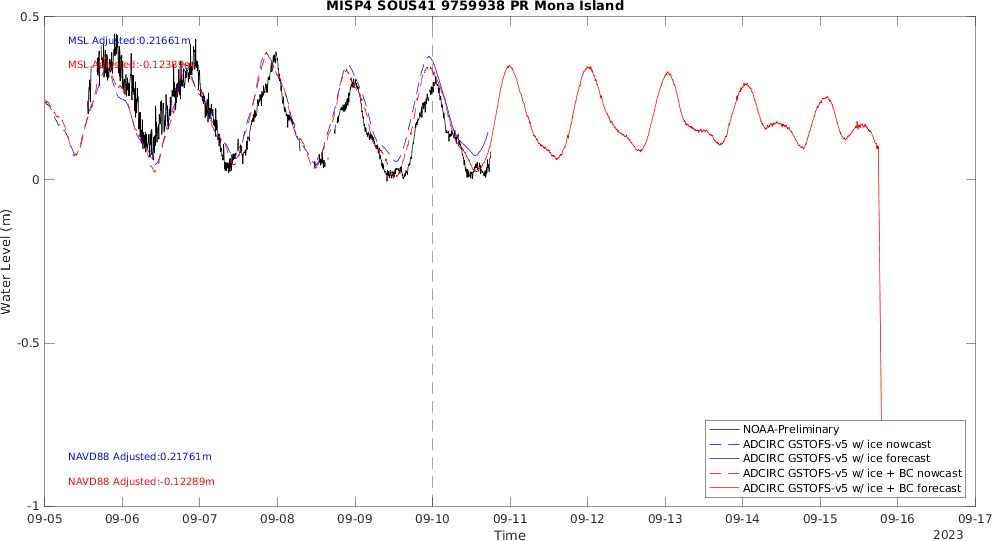 MISP4 SOUS41 9759938 PR Mona Island
0.5
MSL Adjusted:0.21661m
MSL Adjusted:-0.12389m
0
Water Level (m)
-0.5
NAVD88 Adjusted:0.21761m
NAVD88 Adjusted:-0.12289m
-1
NOAA-Preliminary
ADCIRC GSTOFS-v5 w/ ice nowcast
ADCIRC GSTOFS-v5 w/ ice forecast
ADCIRC GSTOFS-v5 w/ ice + BC nowcast
ADCIRC GSTOFS-v5 w/ ice + BC forecast
09-05 09-06 09-07 09-08 09-09 09-10 09-11 09-12 09-13 09-14 09-15 09-16 09-17
Time
2023